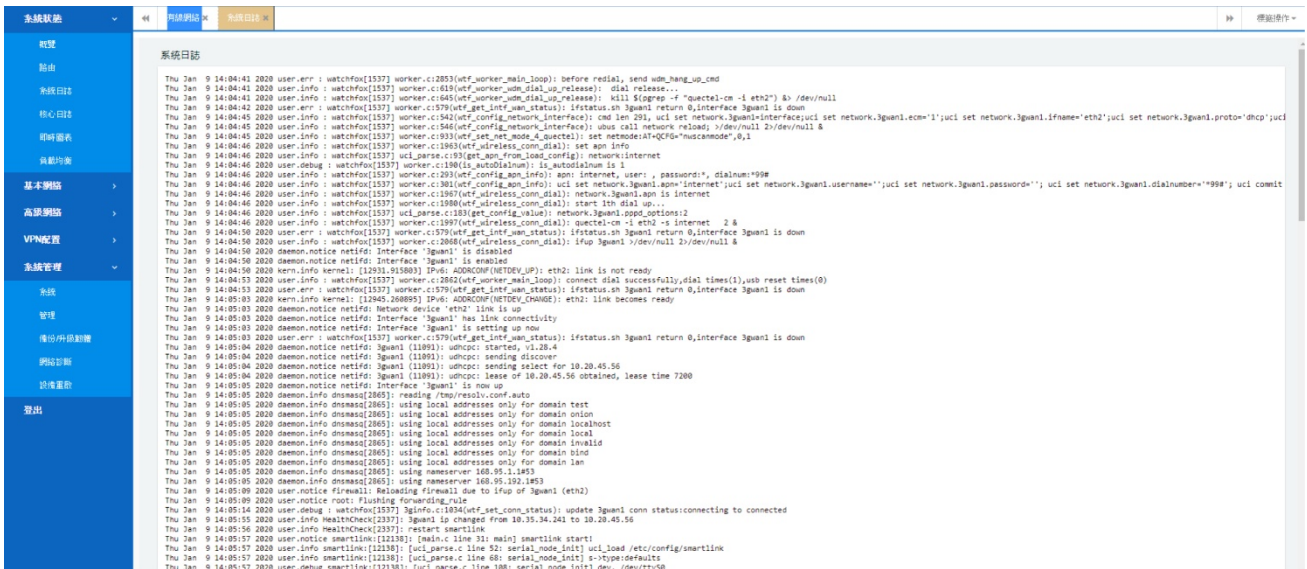 系統狀態
有線網絡 ×
系統日誌 ×
標籤操作
概覽
路由
系統日誌
核心日誌
即時圖表
負載均衡
基本網絡
高級網絡
VPN配置
系統管理
系統
管理
備份/升級韌體
網絡診斷
設備重啟
登出
系統日誌
Thu Jan 9 14:04:41 2020 user.err : watchfox[1537] worker.c:2853(wtf_worker_main_loop): before redial, send wdm_hang_up_cmd
Thu Jan 9 14:04:41 2020 user.info : watchfox[1537] worker.c:619(wtf_worker_wdm_dial_up_release): dial release...
Thu Jan 9 14:04:41 2020 user.info : watchfox[1537] worker.c:645(wtf_worker_wdm_dial_up_release): kill $(pgrep -f "quectel-cm -i eth2") &> /dev/null
Thu Jan 9 14:04:42 2020 user.err : watchfox[1537] worker.c:579(wtf_get_intf_wan_status): ifstatus.sh 3gwan1 return 0,interface 3gwan1 is down
Thu Jan 9 14:04:45 2020 user.info : watchfox[1537] worker.c:542(wtf_config_network_interface): cmd len 291, uci set network.3gwan1=interface;uci set network.3gwan1.ecm='1';uci set network.3gwan1.ifname='eth2';uci set network.3gwan1.proto='dhcp';uci
Thu Jan 9 14:04:45 2020 user.info : watchfox[1537] worker.c:546(wtf_config_network_interface): ubus call network reload; >/dev/null 2>/dev/null &
Thu Jan 9 14:04:45 2020 user.info : watchfox[1537] worker.c:933(wtf_set_net_mode_4_quectel): set netmode:AT+QCFG="nwscanmode",0,1
Thu Jan 9 14:04:46 2020 user.info : watchfox[1537] worker.c:1963(wtf_wireless_conn_dial): set apn info
Thu Jan 9 14:04:46 2020 user.info : watchfox[1537] uci_parse.c:93(get_apn_from_load_config): network:internet
Thu Jan 9 14:04:46 2020 user.debug : watchfox[1537] worker.c:190(is_autoDialnum): is_autodialnum is 1
Thu Jan 9 14:04:46 2020 user.info : watchfox[1537] worker.c:293(wtf_config_apn_info): apn: internet, user: , password:*, dialnum:*99#
Thu Jan 9 14:04:46 2020 user.info : watchfox[1537] worker.c:301(wtf_config_apn_info): uci set network.3gwan1.apn='internet';uci set network.3gwan1.username='';uci set network.3gwan1.password=''; uci set network.3gwan1.dialnumber='*99#'; uci commit
Thu Jan 9 14:04:46 2020 user.info : watchfox[1537] worker.c:1967(wtf_wireless_conn_dial): network.3gwan1.apn is internet
Thu Jan 9 14:04:46 2020 user.info : watchfox[1537] worker.c:1980(wtf_wireless_conn_dial): start 1th dial up...
Thu Jan 9 14:04:46 2020 user.info : watchfox[1537] uci_parse.c:183(get_config_value): network.3gwan1.pppd_options:2
Thu Jan 9 14:04:46 2020 user.info : watchfox[1537] worker.c:1997(wtf_wireless_conn_dial): quectel-cm -i eth2 -s internet 2 &
Thu Jan 9 14:04:50 2020 user.err : watchfox[1537] worker.c:579(wtf_get_intf_wan_status): ifstatus.sh 3gwan1 return 0,interface 3gwan1 is down
Thu Jan 9 14:04:50 2020 user.info : watchfox[1537] worker.c:2068(wtf_wireless_conn_dial): ifup 3gwan1 >/dev/null 2>/dev/null &
Thu Jan 9 14:04:50 2020 daemon.notice netifd: Interface '3gwan1' is disabled
Thu Jan 9 14:04:50 2020 daemon.notice netifd: Interface '3gwan1' is enabled
Thu Jan 9 14:04:50 2020 kern.info kernel: [12931.915803] IPv6: ADDRCONF(NETDEV_UP): eth2: link is not ready
Thu Jan 9 14:04:53 2020 user.info : watchfox[1537] worker.c:2862(wtf_worker_main_loop): connect dial successfully,dial times(1),usb reset times(0)
Thu Jan 9 14:04:53 2020 user.err : watchfox[1537] worker.c:579(wtf_get_intf_wan_status): ifstatus.sh 3gwan1 return 0,interface 3gwan1 is down
Thu Jan 9 14:05:03 2020 kern.info kernel: [12945.260895] IPv6: ADDRCONF(NETDEV_CHANGE): eth2: link becomes ready
Thu Jan 9 14:05:03 2020 daemon.notice netifd: Network device 'eth2' link is up
Thu Jan 9 14:05:03 2020 daemon.notice netifd: Interface '3gwan1' has link connectivity
Thu Jan 9 14:05:03 2020 daemon.notice netifd: Interface '3gwan1' is setting up now
Thu Jan 9 14:05:03 2020 user.err : watchfox[1537] worker.c:579(wtf_get_intf_wan_status): ifstatus.sh 3gwan1 return 0,interface 3gwan1 is down
Thu Jan 9 14:05:04 2020 daemon.notice netifd: 3gwan1 (11091): udhcpc: started, v1.28.4
Thu Jan 9 14:05:04 2020 daemon.notice netifd: 3gwan1 (11091): udhcpc: sending discover
Thu Jan 9 14:05:04 2020 daemon.notice netifd: 3gwan1 (11091): udhcpc: sending select for 10.20.45.56
Thu Jan 9 14:05:04 2020 daemon.notice netifd: 3gwan1 (11091): udhcpc: lease of 10.20.45.56 obtained, lease time 7200
Thu Jan 9 14:05:05 2020 daemon.notice netifd: Interface '3gwan1' is now up
Thu Jan 9 14:05:05 2020 daemon.info dnsmasq[2865]: reading /tmp/resolv.conf.auto
Thu Jan 9 14:05:05 2020 daemon.info dnsmasq[2865]: using local addresses only for domain test
Thu Jan 9 14:05:05 2020 daemon.info dnsmasq[2865]: using local addresses only for domain onion
Thu Jan 9 14:05:05 2020 daemon.info dnsmasq[2865]: using local addresses only for domain localhost
Thu Jan 9 14:05:05 2020 daemon.info dnsmasq[2865]: using local addresses only for domain local
Thu Jan 9 14:05:05 2020 daemon.info dnsmasq[2865]: using local addresses only for domain invalid
Thu Jan 9 14:05:05 2020 daemon.info dnsmasq[2865]: using local addresses only for domain bind
Thu Jan 9 14:05:05 2020 daemon.info dnsmasq[2865]: using local addresses only for domain lan
Thu Jan 9 14:05:05 2020 daemon.info dnsmasq[2865]: using nameserver 168.95.1.1#53
Thu Jan 9 14:05:05 2020 daemon.info dnsmasq[2865]: using nameserver 168.95.192.1#53
Thu Jan 9 14:05:09 2020 user.notice firewall: Reloading firewall due to ifup of 3gwan1 (eth2)
Thu Jan 9 14:05:09 2020 user.notice root: Flushing forwarding_rule
Thu Jan 9 14:05:14 2020 user.debug : watchfox[1537] 3ginfo.c:1034(wtf_set_conn_status): update 3gwan1 conn status:connecting to connected
Thu Jan 9 14:05:55 2020 user.info HealthCheck[2337]: 3gwan1 ip changed from 10.35.34.241 to 10.20.45.56
Thu Jan 9 14:05:56 2020 user.info HealthCheck[2337]: restart smartlink
Thu Jan 9 14:05:57 2020 user.notice smartlink:[12138]: [main.c line 31: main] smartlink start!
Thu Jan 9 14:05:57 2020 user.info smartlink:[12138]: [uci_parse.c line 52: serial_node_init] uci_load /etc/config/smartlink
Thu Jan 9 14:05:57 2020 user.info smartlink:[12138]: [uci_parse.c line 68: serial_node_init] s->type:defaults
Thu Jan 9 14:05:57 2020 user.debug smartlink:[12138]: [uci_parse.c line 108: serial_node_init] dev, /dev/ttyS0